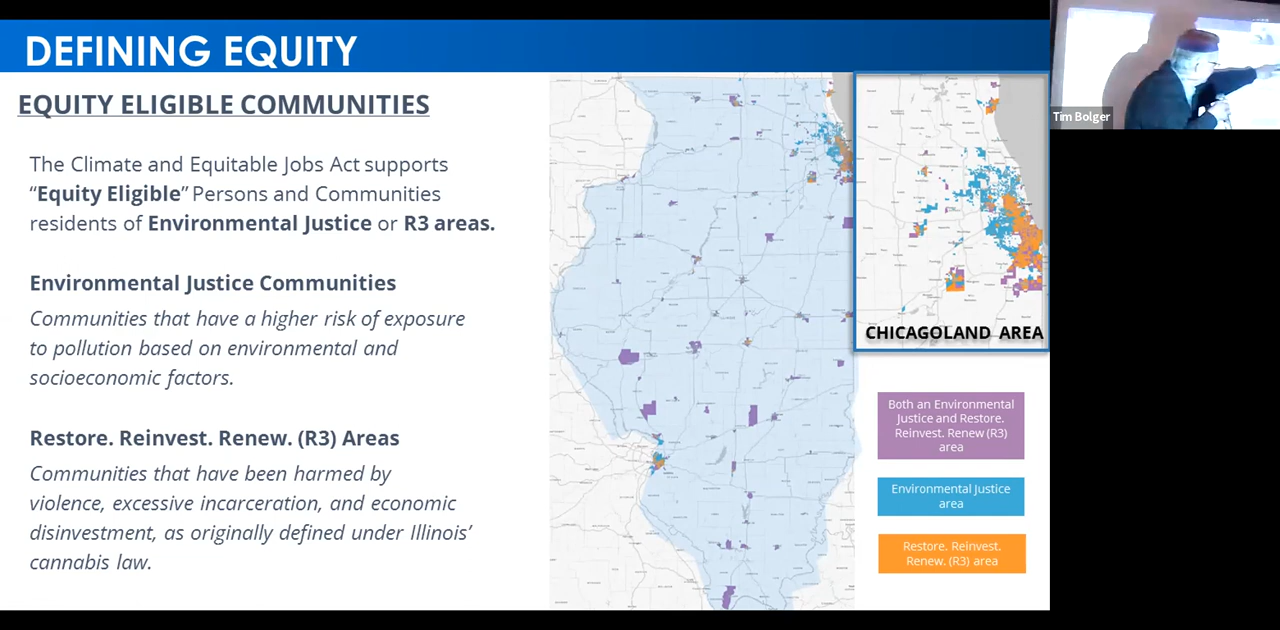 DEFINING EQUITY
EQUITY ELIGIBLE COMMUNITIES
The Climate and Equitable Jobs Act supports
“Equity Eligible” Persons and Communities
residents of Environmental Justice or R3 areas.
Environmental Justice Communities
Communities that have a higher risk of exposure
to pollution based on environmental and
socioeconomic factors.
Restore. Reinvest. Renew. (R3) Areas
Communities that have been harmed by
violence, excessive incarceration, and economic
disinvestment, as originally defined under Illinois’
cannabis law.
CHICAGOLAND AREA
Both an Environmental
Justice and Restore.
Reinvest. Renew (R3)
area
Environmental Justice
area
Restore. Reinvest.
Renew. (R3) area
Tim Bolger